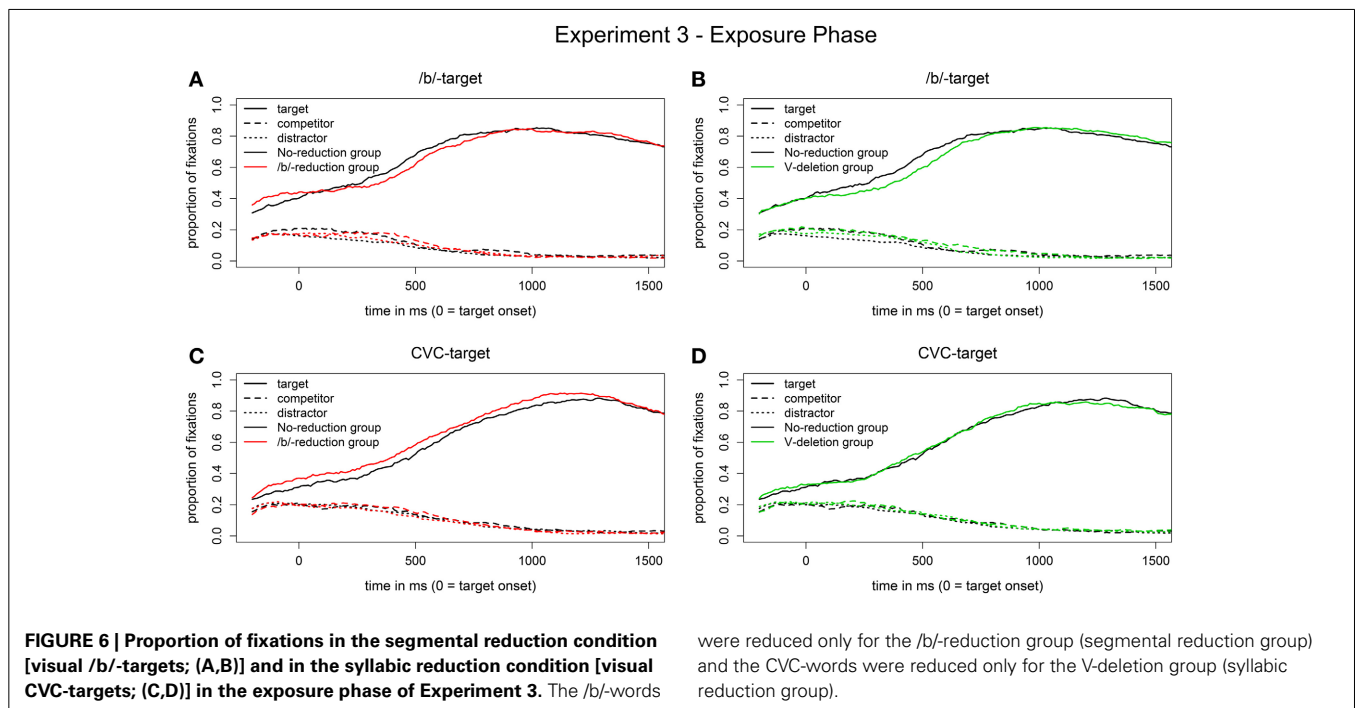 Experiment 3 - Exposure Phase
A
/b/-target
proportion of fixations
0.0 0.2 0.4 0.6 0.8 1.0
target
competitor
distractor
No-reduction group
/b/-reduction group
0 500 1000 1500
time in ms (0 = target onset)
B
/b/-target
proportion of fixations
0.0 0.2 0.4 0.6 0.8 1.0
target
competitor
distractor
No-reduction group
V-deletion group
0 500 1000 1500
time in ms (0 = target onset)
C
CVC-target
proportion of fixations
0.0 0.2 0.4 0.6 0.8 1.0
target
competitor
distractor
No-reduction group
/b/-reduction group
0 500 1000 1500
time in ms (0 = target onset)
D
CVC-target
proportion of fixations
0.0 0.2 0.4 0.6 0.8 1.0
target
competitor
distractor
No-reduction group
V-deletion group
0 500 1000 1500
time in ms (0 = target onset)
FIGURE 6 | Proportion of fixations in the segmental reduction condition
[visual /b/-targets; (A,B)] and in the syllabic reduction condition [visual
CVC-targets; (C,D)] in the exposure phase of Experiment 3. The /b/-words
were reduced only for the /b/-reduction group (segmental reduction group)
and the CVC-words were reduced only for the V-deletion group (syllabic
reduction group).